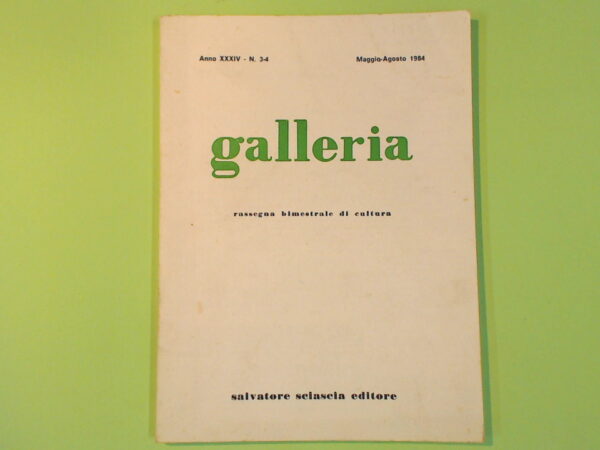 Anno XXXIV - N. 3-4 Maggio-Agosto 1984
galleria
rassegna bimestrale di cultura
salvatore sciascia editore